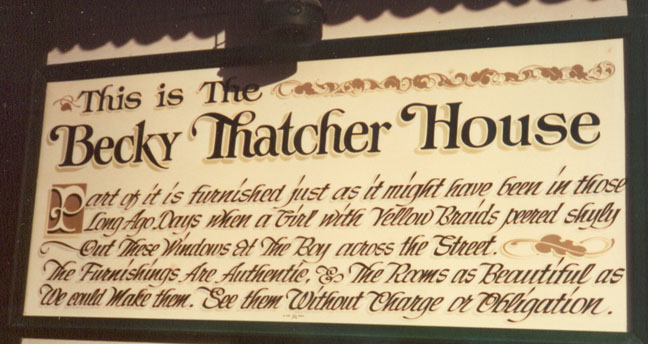 This is The
Becky Thatcher House
Part of it is furnished just as it might have been in those
Long Ago Days when a Girl with Yellow Braids peered shyly
Out These Windows At The Boy across the Street.
The Furnishings Are Authentic, & The Rooms as Beautiful as
We could Make them. See them Without Charge or Obligation.